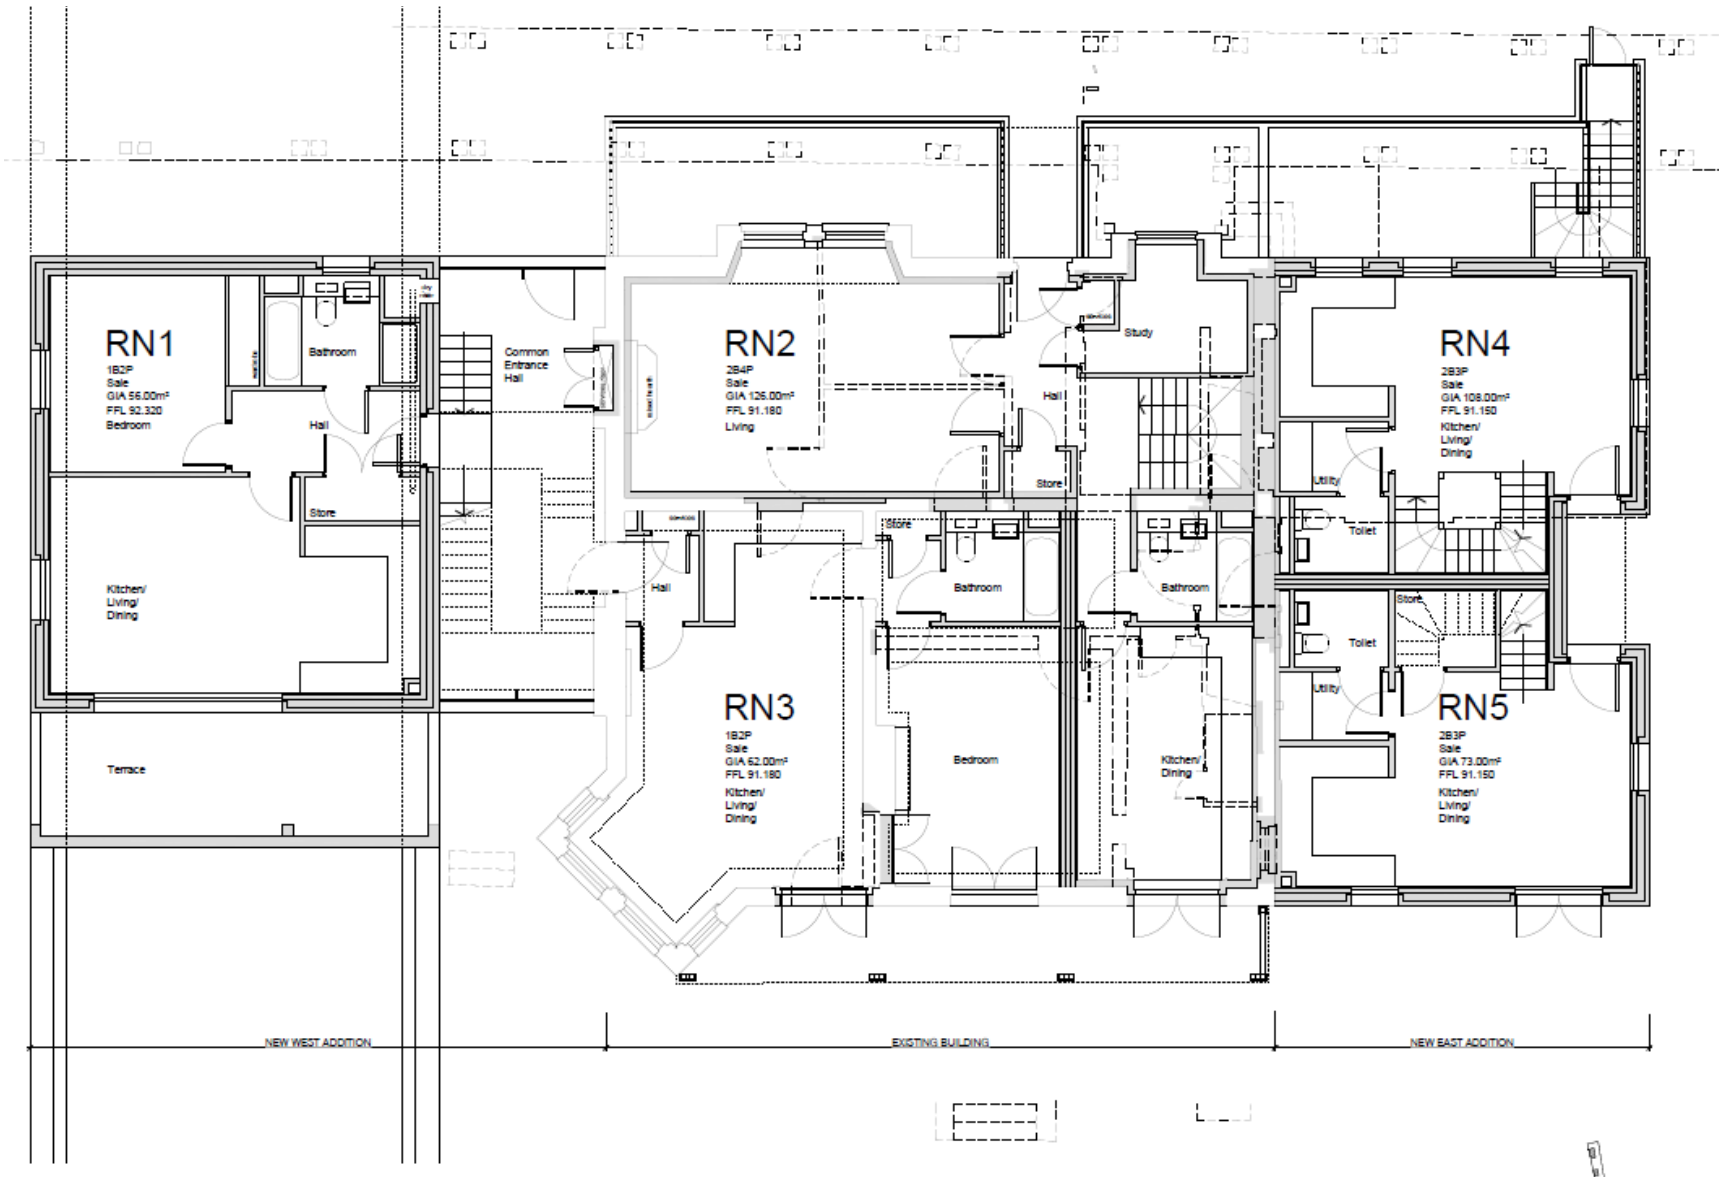 RN1
1B2P
Sale
GIA 56.00m²
FFL 92.320
Bedroom
Bathroom
Hall
Store
Kitchen/
Living/
Dining
Terrace
Common
Entrance
Hall
RN2
2B4P
Sale
GIA 126.00m²
FFL 91.180
Living
Study
Hall
Store
services
Store
Hall
Bathroom
Bathroom
RN3
1B2P
Sale
GIA 62.00m²
FFL 91.180
Kitchen/
Living/
Dining
Bedroom
Kitchen/
Dining
RN4
2B3P
Sale
GIA 108.00m²
FFL 91.150
Kitchen/
Living/
Dining
Utility
Toilet
Store
Toilet
Utility
RN5
2B3P
Sale
GIA 73.00m²
FFL 91.150
Kitchen/
Living/
Dining
NEW WEST ADDITION
EXISTING BUILDING
NEW EAST ADDITION